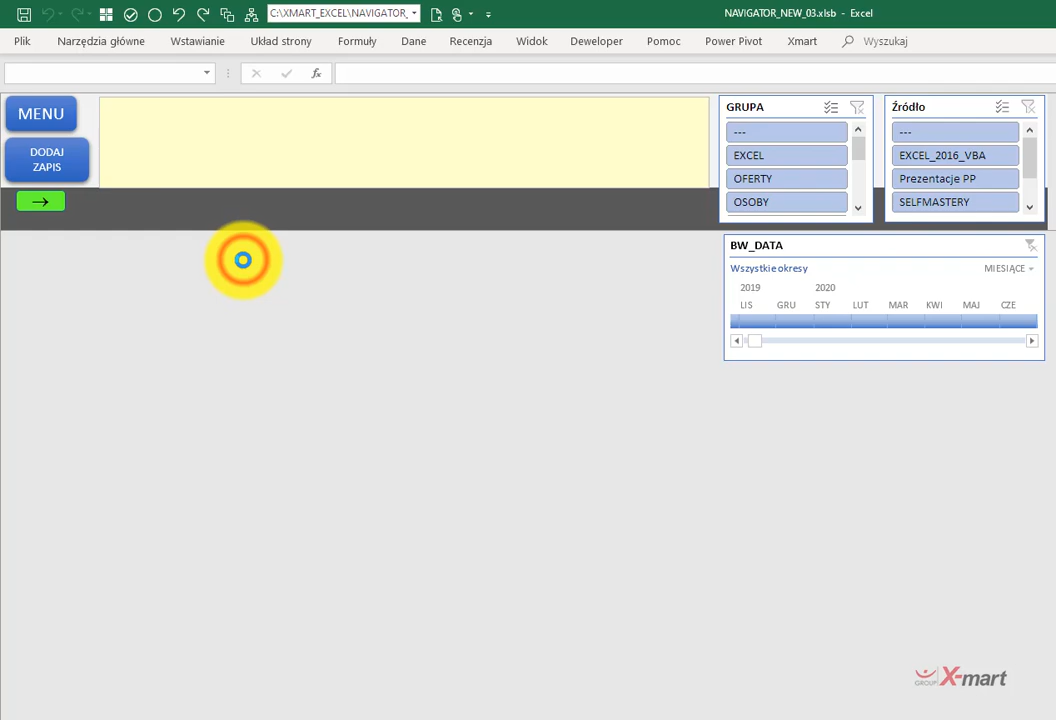 C:\XMART_EXCEL\NAVIGATOR_
NAVIGATOR_NEW_03.xlsb - Excel
Plik Narzędzia główne Wstawianie Układ strony Formuły Dane Recenzja Widok Deweloper Pomoc Power Pivot Xmart Wyszukaj
fx
MENU
DODAJ
ZAPIS
→
GRUPA
---
EXCEL
OFERTY
OSOBY
Źródło
---
EXCEL_2016_VBA
Prezentacje PP
SELFMASTERY
BW_DATA
Wszystkie okresy MIESIĄCE
2019 2020
LIS GRU STY LUT MAR KWI MAJ CZE
GROUP X-mart